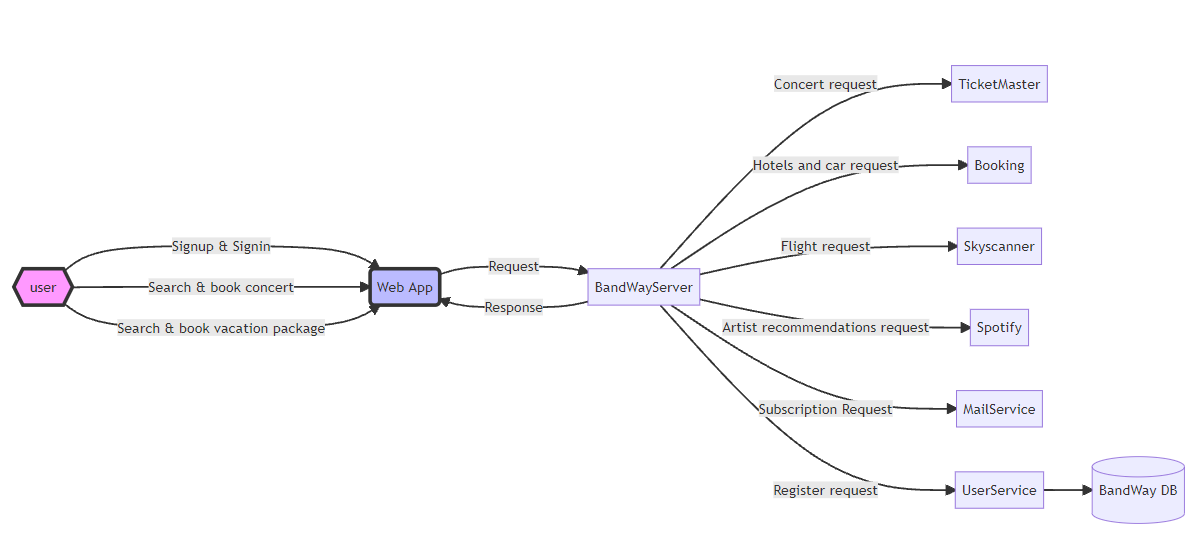 Concert request
TicketMaster
Hotels and car request
Booking
Signup & Signin
Flight request
Skyscanner
Request
user
Search & book concert
Web App
BandWayServer
Response
Search & book vacation package
Artist recommendations request
Spotify
Subscription Request
MailService
Register request
UserService
BandWay DB